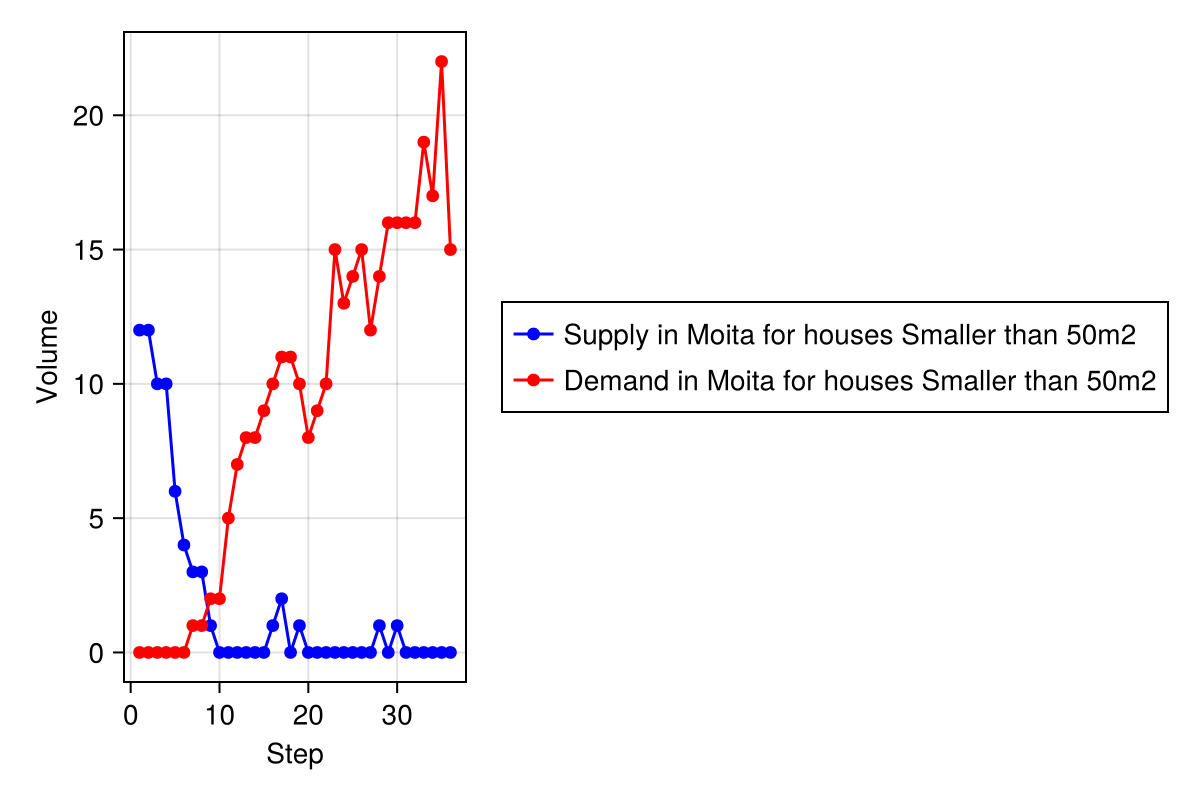 20
15
10
5
0
Volume
0 10 20 30
Step
Supply in Moita for houses Smaller than 50m2
Demand in Moita for houses Smaller than 50m2